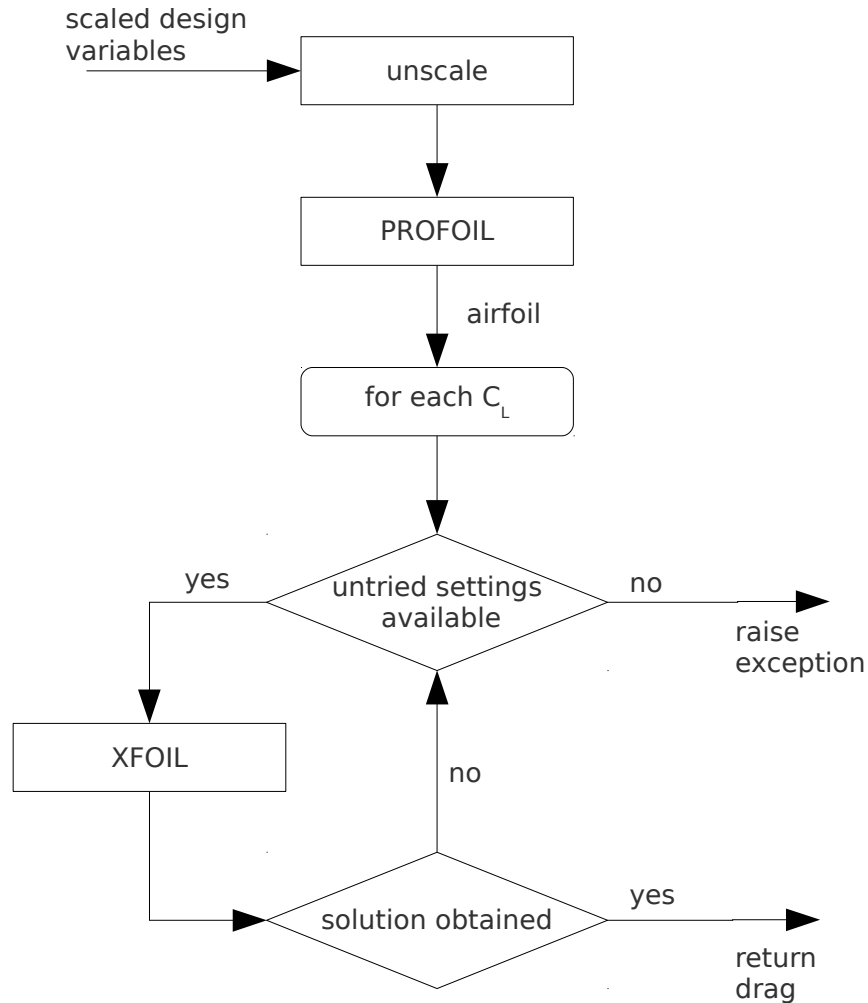 scaled design
variables
unscale
PROFOIL
airfoil
for each C_L
yes
untried settings
available
no
raise
exception
XFOIL
no
solution obtained
yes
return
drag